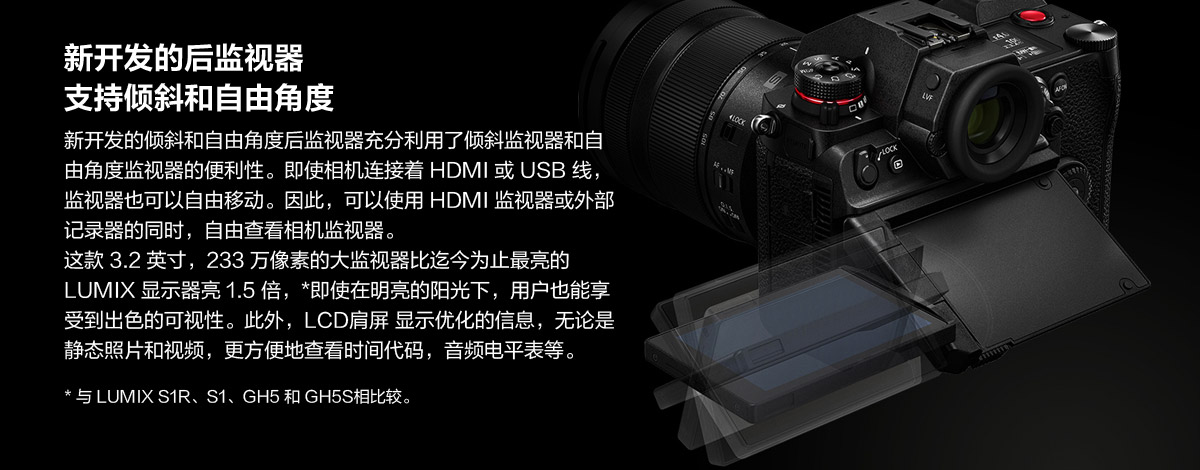 新开发的后监视器
支持倾斜和自由角度
新开发的倾斜和自由角度后监视器充分利用了倾斜监视器和自
由角度监视器的便利性。即使相机连接着 HDMI 或 USB 线，
监视器也可以自由移动。因此，可以使用 HDMI 监视器或外部
记录器的同时，自由查看相机监视器。
这款 3.2 英寸，233 万像素的大监视器比迄今为止最亮的
LUMIX 显示器亮 1.5 倍，*即使在明亮的阳光下，用户也能享
受到出色的可视性。此外，LCD肩屏 显示优化的信息，无论是
静态照片和视频，更方便地查看时间代码，音频电平表等。
* 与 LUMIX S1R、S1、GH5 和 GH5S相比较。
LVF
AF ON
LOCK
LOCK
AF
MF
50
70
85
105